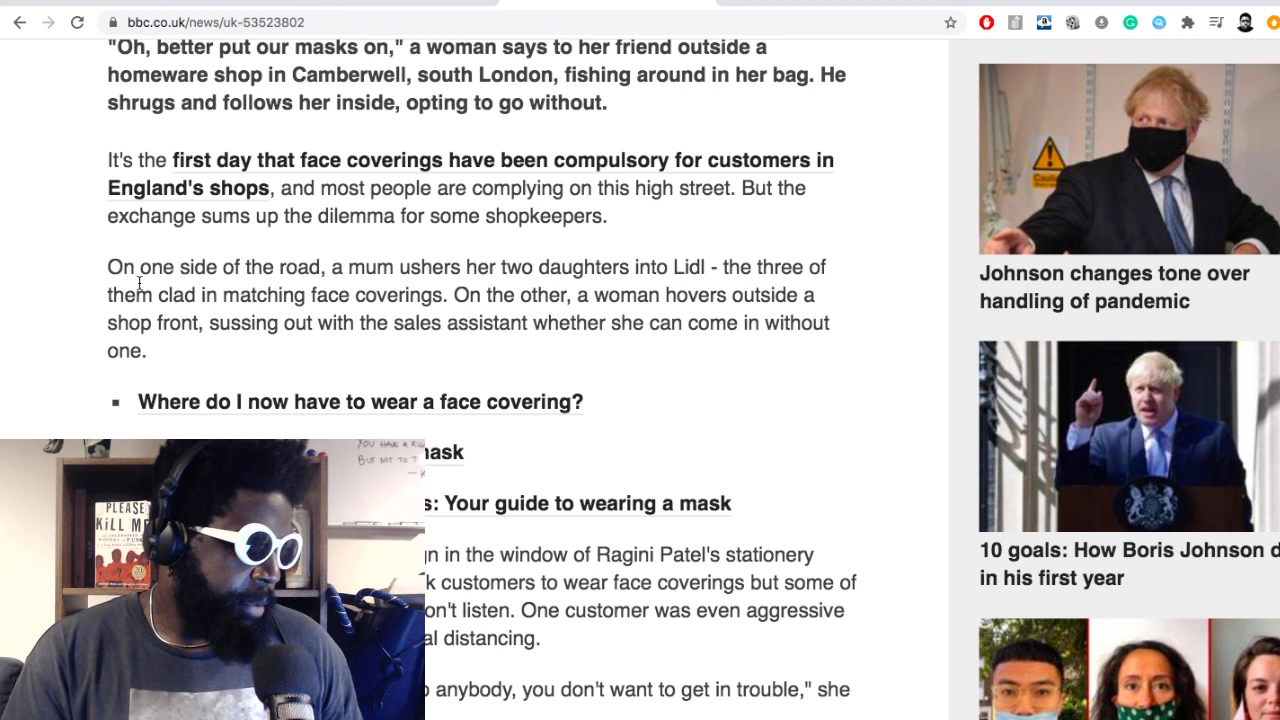 bbc.co.uk/news/uk-53523802
"Oh, better put our masks on," a woman says to her friend outside a
homeware shop in Camberwell, south London, fishing around in her bag. He
shrugs and follows her inside, opting to go without.
It's the first day that face coverings have been compulsory for customers in
England's shops, and most people are complying on this high street. But the
exchange sums up the dilemma for some shopkeepers.
On one side of the road, a mum ushers her two daughters into Lidl - the three of
them clad in matching face coverings. On the other, a woman hovers outside a
shop front, sussing out with the sales assistant whether she can come in without
one.
▪ Where do I now have to wear a face covering?
mask
s: Your guide to wearing a mask
in the window of Ragini Patel's stationery
customers to wear face coverings but some of
on't listen. One customer was even aggressive
al distancing.
anybody, you don't want to get in trouble," she
Johnson changes tone over
handling of pandemic
10 goals: How Boris Johnson d
in his first year
YOU HAVE A
BUT NOT TO
PLEASE
KILL ME